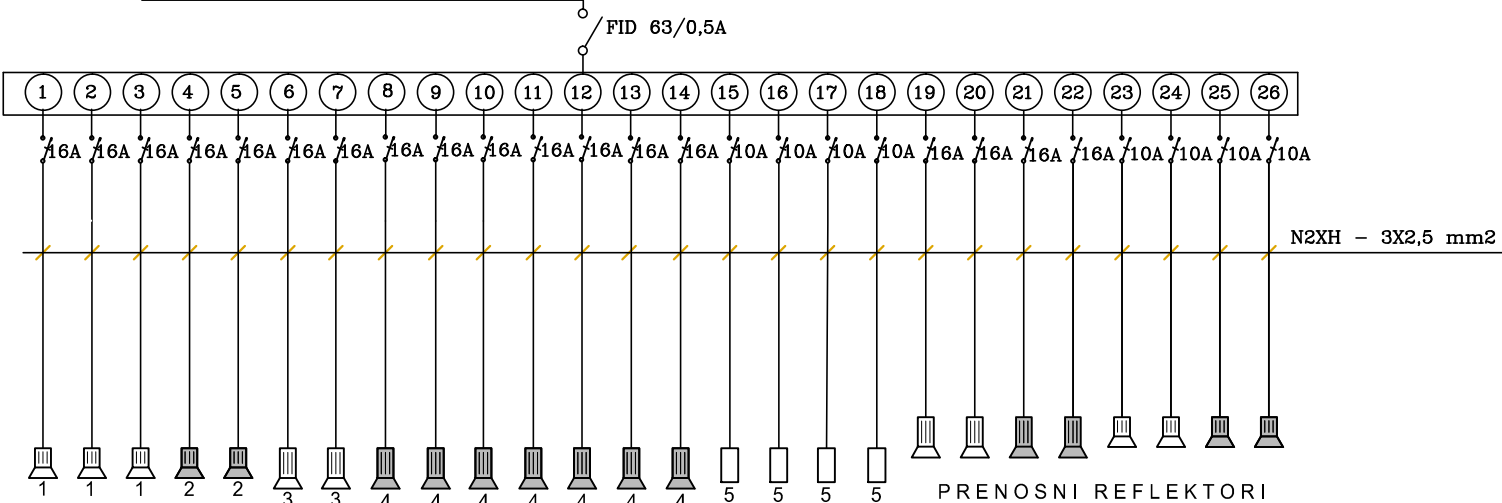 FID 63/0,5A
1 2 3 4 5 6 7 8 9 10 11 12 13 14 15 16 17 18 19 20 21 22 23 24 25 26
16A 16A 16A 16A 16A 16A 16A 16A 16A 16A 16A 16A 16A 16A 10A 10A 10A 10A 16A 16A 16A 16A 10A 10A 10A 10A
N2XH - 3X2,5 mm2
1 1 1 2 2 3 3 4 4 4 4 4 4 4 5 5 5 5
PRENOSNI REFLEKTORI